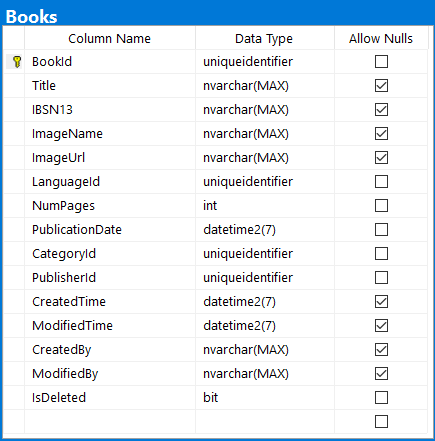 Books
Column Name Data Type Allow Nulls
BookId uniqueidentifier
Title nvarchar(MAX)
IBSN13 nvarchar(MAX)
ImageName nvarchar(MAX)
ImageUrl nvarchar(MAX)
LanguageId uniqueidentifier
NumPages int
PublicationDate datetime2(7)
CategoryId uniqueidentifier
PublisherId uniqueidentifier
CreatedTime datetime2(7)
ModifiedTime datetime2(7)
CreatedBy nvarchar(MAX)
ModifiedBy nvarchar(MAX)
IsDeleted bit